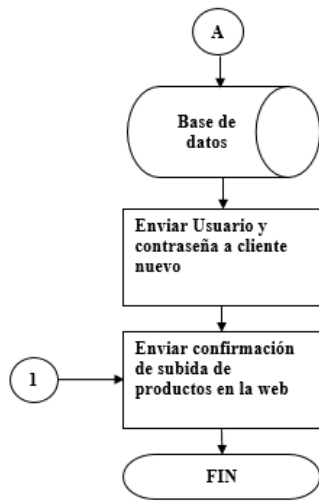 A
Base de
datos
Enviar Usuario y
contraseña a cliente
nuevo
Enviar confirmación
de subida de
productos en la web
1
FIN